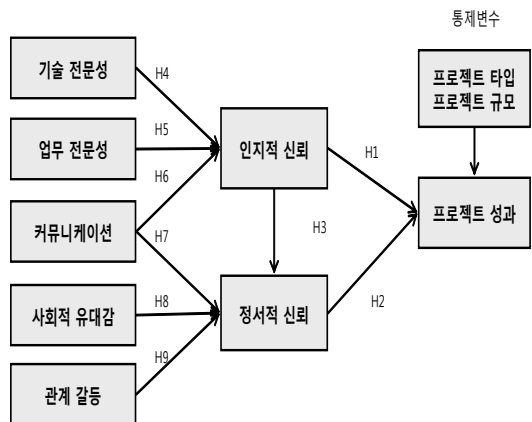 통제변수
기술 전문성
H4
프로젝트 타입
프로젝트 규모
업무 전문성
H5
인지적 신뢰
H1
H6
커뮤니케이션
H7
H3
프로젝트 성과
사회적 유대감
H8
정서적 신뢰
H2
H9
관계 갈등